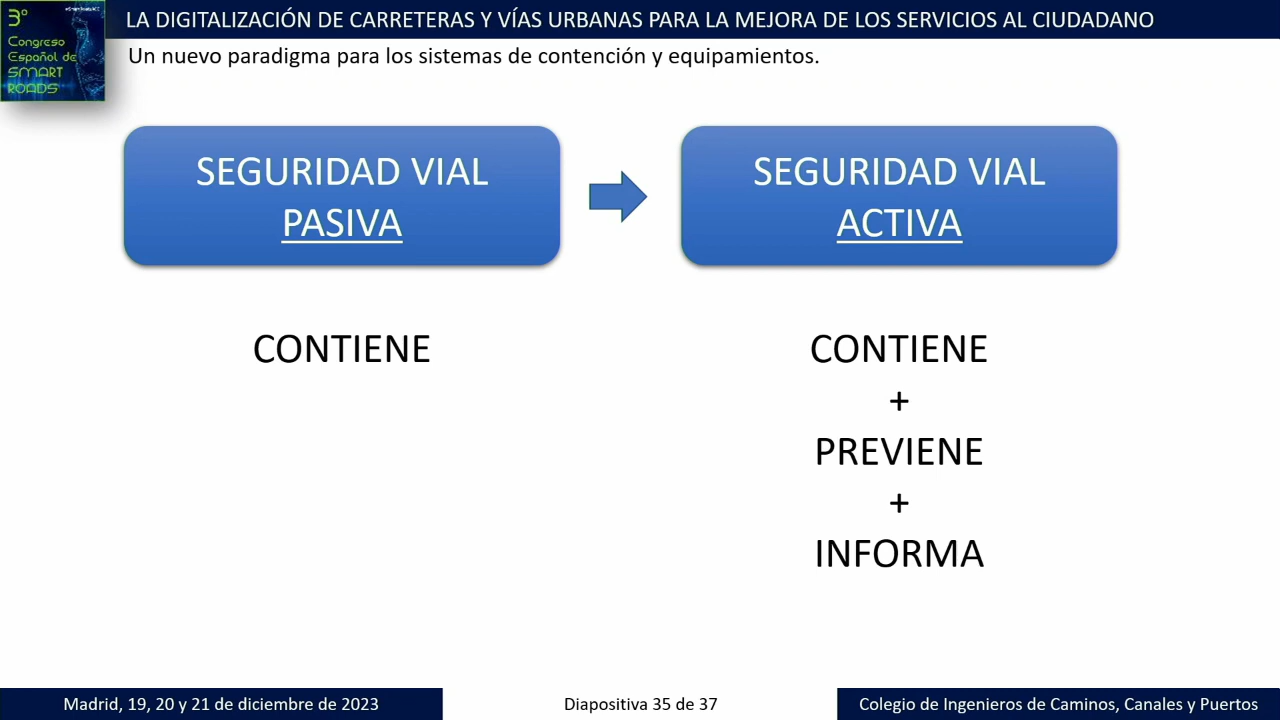 3º
Congreso
Español de
SMART
ROADS
LA DIGITALIZACIÓN DE CARRETERAS Y VÍAS URBANAS PARA LA MEJORA DE LOS SERVICIOS AL CIUDADANO
Un nuevo paradigma para los sistemas de contención y equipamientos.
SEGURIDAD VIAL
PASIVA
SEGURIDAD VIAL
ACTIVA
CONTIENE
CONTIENE
+
PREVIENE
+
INFORMA
Madrid, 19, 20 y 21 de diciembre de 2023
Diapositiva 35 de 37
Colegio de Ingenieros de Caminos, Canales y Puertos